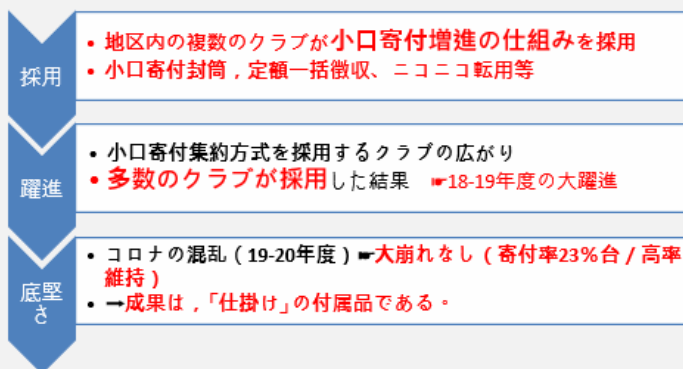 採用
• 地区内の複数のクラブが小口寄付増進の仕組みを採用
• 小口寄付封筒，定額一括徴収、ニコニコ転用等
躍進
• 小口寄付集約方式を採用するクラブの広がり
• 多数のクラブが採用した結果　☛18-19年度の大躍進
底堅
さ
• コロナの混乱（19-20年度）☛大崩れなし（寄付率23％台/高率
維持）
• ➡成果は，「仕掛け」の付属品である。